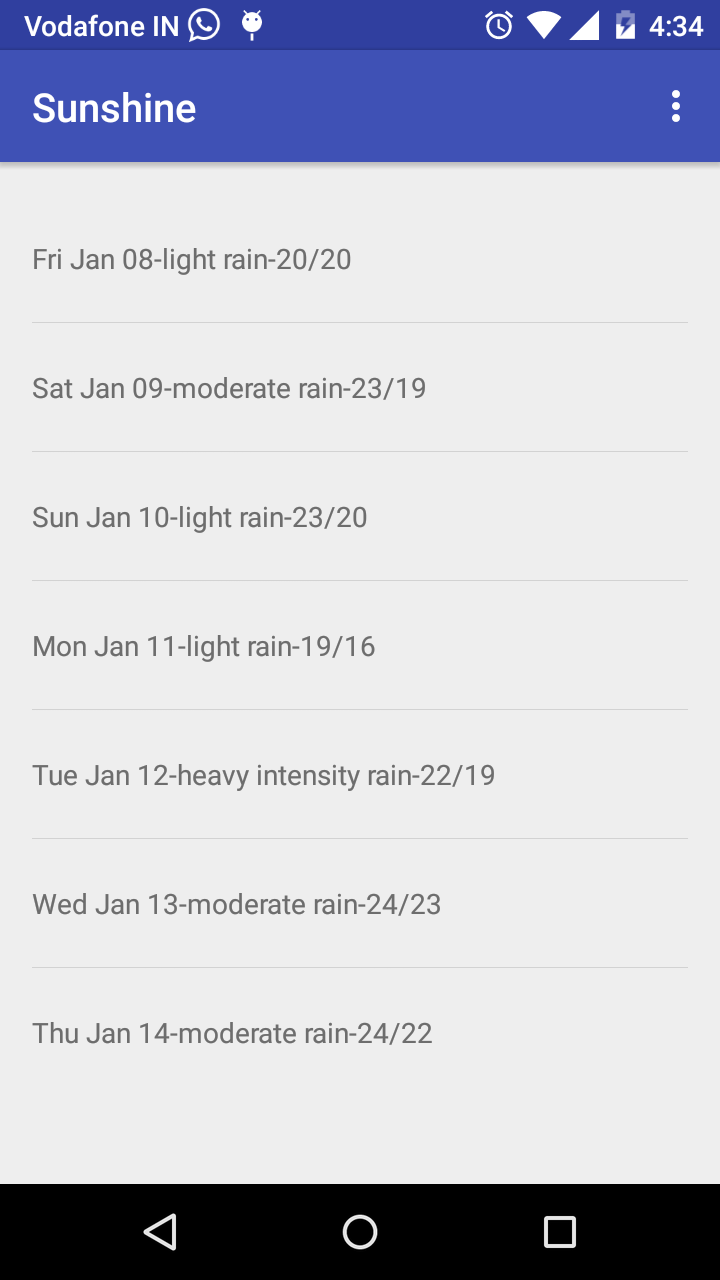 Vodafone IN 4:34
Sunshine
Fri Jan 08-light rain-20/20
Sat Jan 09-moderate rain-23/19
Sun Jan 10-light rain-23/20
Mon Jan 11-light rain-19/16
Tue Jan 12-heavy intensity rain-22/19
Wed Jan 13-moderate rain-24/23
Thu Jan 14-moderate rain-24/22